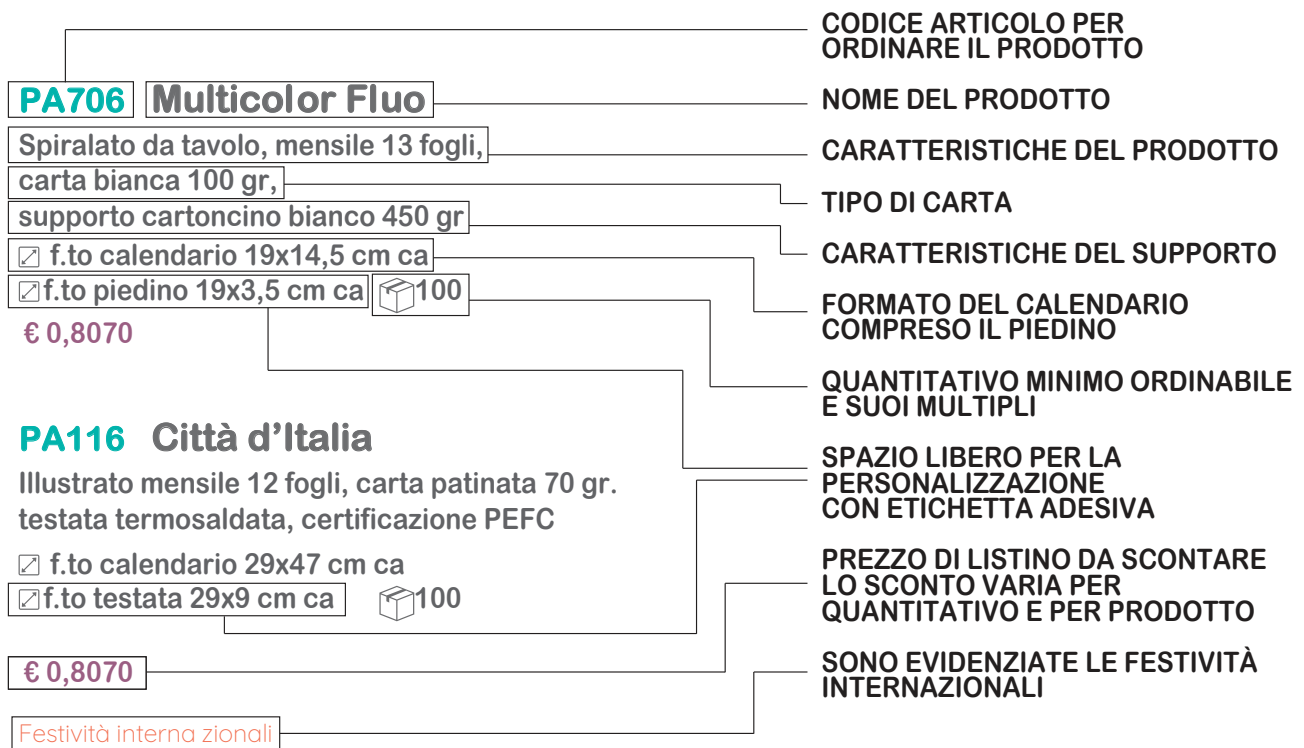 PA706 Multicolor Fluo
Spiralato da tavolo, mensile 13 fogli,
carta bianca 100 gr,
supporto cartoncino bianco 450 gr
f.to calendario 19x14,5 cm ca
f.to piedino 19x3,5 cm ca 100
€ 0,8070
PA116 Città d’Italia
Illustrato mensile 12 fogli, carta patinata 70 gr.
testata termosaldata, certificazione PEFC
f.to calendario 29x47 cm ca
f.to testata 29x9 cm ca 100
€ 0,8070
Festività interna zionali
CODICE ARTICOLO PER
ORDINARE IL PRODOTTO
NOME DEL PRODOTTO
CARATTERISTICHE DEL PRODOTTO
TIPO DI CARTA
CARATTERISTICHE DEL SUPPORTO
FORMATO DEL CALENDARIO
COMPRESO IL PIEDINO
QUANTITATIVO MINIMO ORDINABILE
E SUOI MULTIPLI
SPAZIO LIBERO PER LA
PERSONALIZZAZIONE
CON ETICHETTA ADESIVA
PREZZO DI LISTINO DA SCONTARE
LO SCONTO VARIA PER
QUANTITATIVO E PER PRODOTTO
SONO EVIDENZIATE LE FESTIVITÀ
INTERNAZIONALI